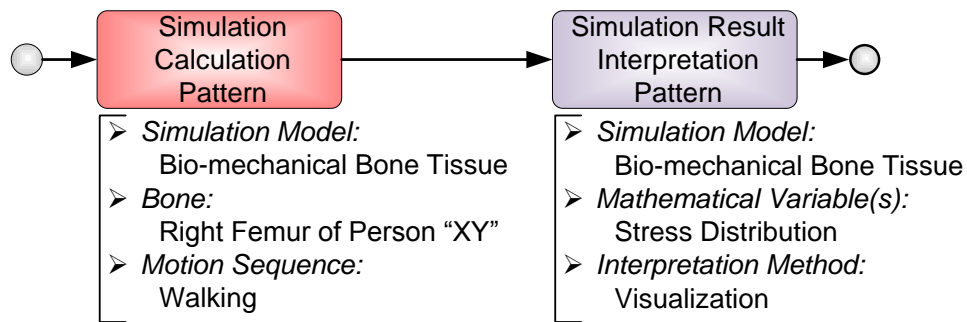 Simulation
Calculation
Pattern
Simulation Result
Interpretation
Pattern
➢ Simulation Model:
Bio-mechanical Bone Tissue
➢ Bone:
Right Femur of Person “XY”
➢ Motion Sequence:
Walking
➢ Simulation Model:
Bio-mechanical Bone Tissue
➢ Mathematical Variable(s):
Stress Distribution
➢ Interpretation Method:
Visualization